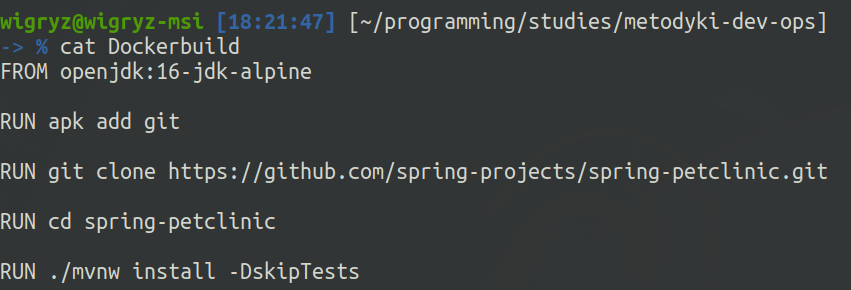 wigryz@wigryz-msi [18:21:47] [~/programming/studies/metodyki-dev-ops]
-> % cat Dockerbuild
FROM openjdk:16-jdk-alpine
RUN apk add git
RUN git clone https://github.com/spring-projects/spring-petclinic.git
RUN cd spring-petclinic
RUN ./mvnw install -DskipTests